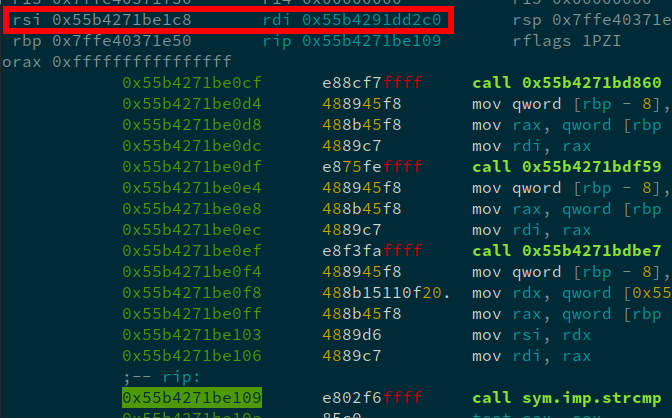 rsi 0x55b4271be1c8 rdi 0x55b4291dd2c0 rsp 0x7ffe40371e
rbp 0x7ffe40371e50 rip 0x55b4271be109 rflags 1PZI
orax 0xffffffffffffffff
0x55b4271be0cf e88cf7ffff call 0x55b4271bd860
0x55b4271be0d4 488945f8 mov qword [rbp - 8],
0x55b4271be0d8 488b45f8 mov rax, qword [rbp
0x55b4271be0dc 4889c7 mov rdi, rax
0x55b4271be0df e875feffff call 0x55b4271bdf59
0x55b4271be0e4 488945f8 mov qword [rbp - 8],
0x55b4271be0e8 488b45f8 mov rax, qword [rbp
0x55b4271be0ec 4889c7 mov rdi, rax
0x55b4271be0ef e8f3faffff call 0x55b4271bdbe7
0x55b4271be0f4 488945f8 mov qword [rbp - 8],
0x55b4271be0f8 488b15110f20. mov rdx, qword [0x55
0x55b4271be0ff 488b45f8 mov rax, qword [rbp
0x55b4271be103 4889d6 mov rsi, rdx
0x55b4271be106 4889c7 mov rdi, rax
;-- rip:
0x55b4271be109 e802f6ffff call sym.imp.strcmp